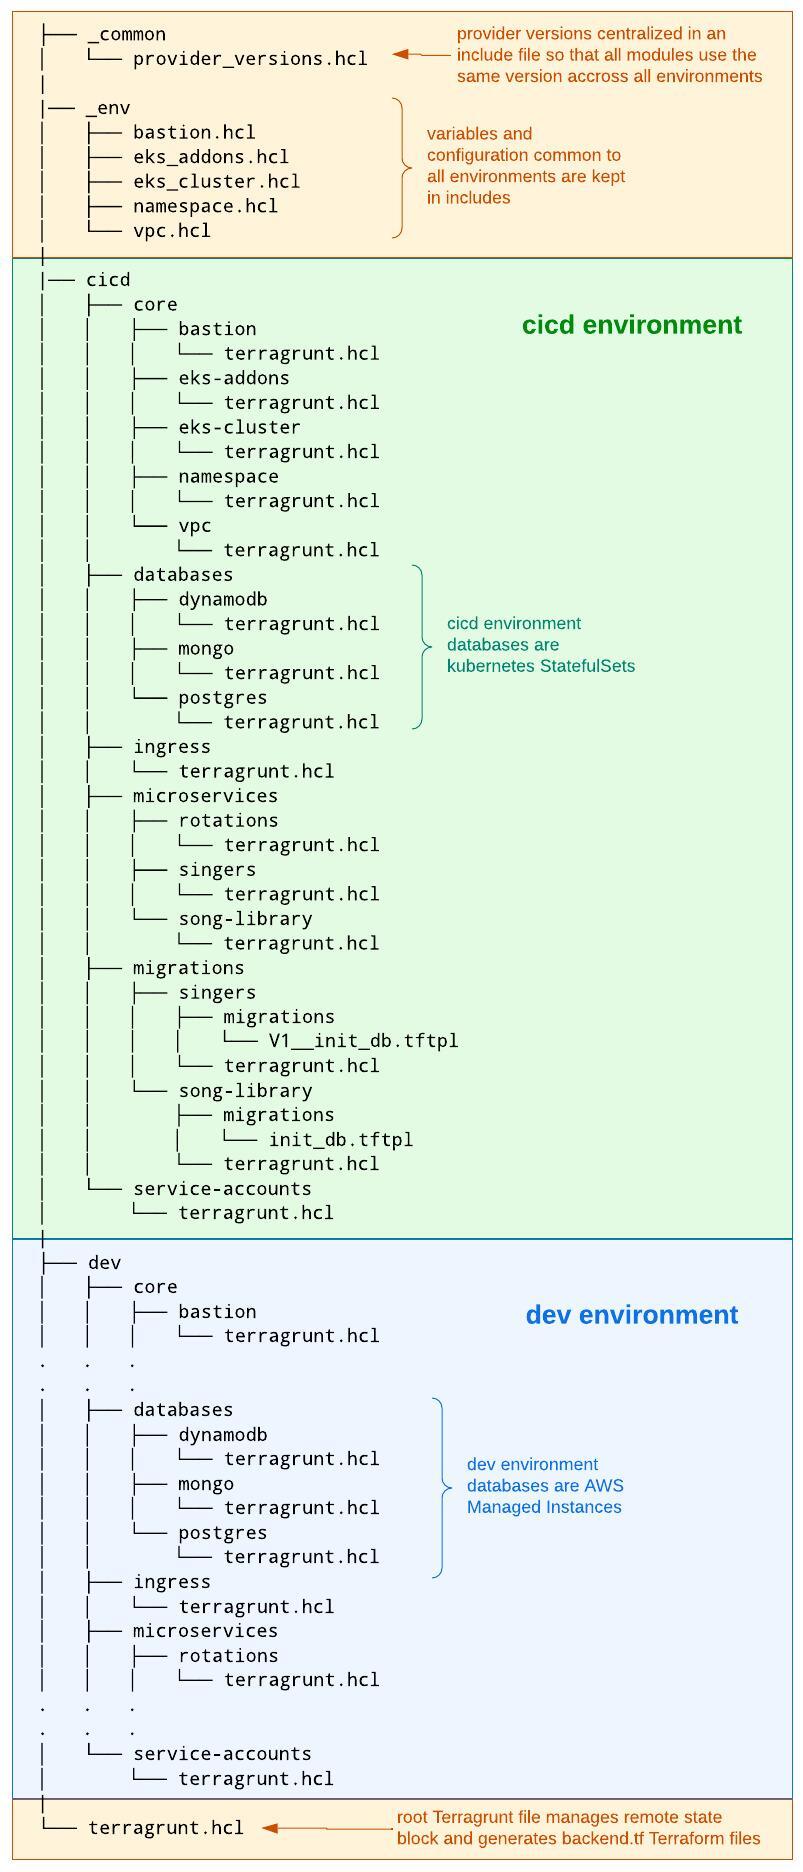 _common
provider_versions.hcl
provider versions centralized in an
include file so that all modules use the
same version accross all environments
_env
bastion.hcl
eks_addons.hcl
eks_cluster.hcl
namespace.hcl
vpc.hcl
variables and
configuration common to
all environments are kept
in includes
cicd
cicd environment
core
bastion
terragrunt.hcl
eks-addons
terragrunt.hcl
eks-cluster
terragrunt.hcl
namespace
terragrunt.hcl
vpc
terragrunt.hcl
databases
dynamodb
terragrunt.hcl
mongo
terragrunt.hcl
postgres
terragrunt.hcl
cicd environment
databases are
kubernetes StatefulSets
ingress
terragrunt.hcl
microservices
rotations
terragrunt.hcl
singers
terragrunt.hcl
song-library
terragrunt.hcl
migrations
singers
migrations
V1__init_db.tftpl
terragrunt.hcl
song-library
migrations
init_db.tftpl
terragrunt.hcl
service-accounts
terragrunt.hcl
dev
dev environment
core
bastion
terragrunt.hcl
databases
dynamodb
terragrunt.hcl
mongo
terragrunt.hcl
postgres
terragrunt.hcl
dev environment
databases are AWS
Managed Instances
ingress
terragrunt.hcl
microservices
rotations
terragrunt.hcl
service-accounts
terragrunt.hcl
terragrunt.hcl
root Terragrunt file manages remote state
block and generates backend.tf Terraform files